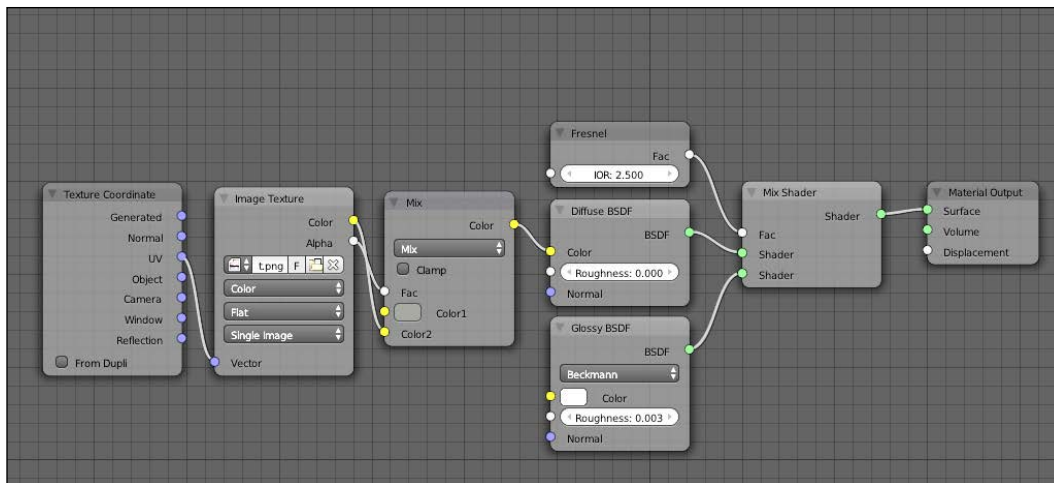 Texture Coordinate
Generated
Normal
UV
Object
Camera
Window
Reflection
From Dupli
Image Texture
Color
Alpha
t.png F
Color
Flat
Single Image
Vector
Mix
Color
Mix
Clamp
Fac
Color1
Color2
Fresnel
Fac
IOR: 2.500
Diffuse BSDF
BSDF
Color
Roughness: 0.000
Normal
Glossy BSDF
BSDF
Beckmann
Color
Roughness: 0.003
Normal
Mix Shader
Shader
Fac
Shader
Shader
Material Output
Surface
Volume
Displacement